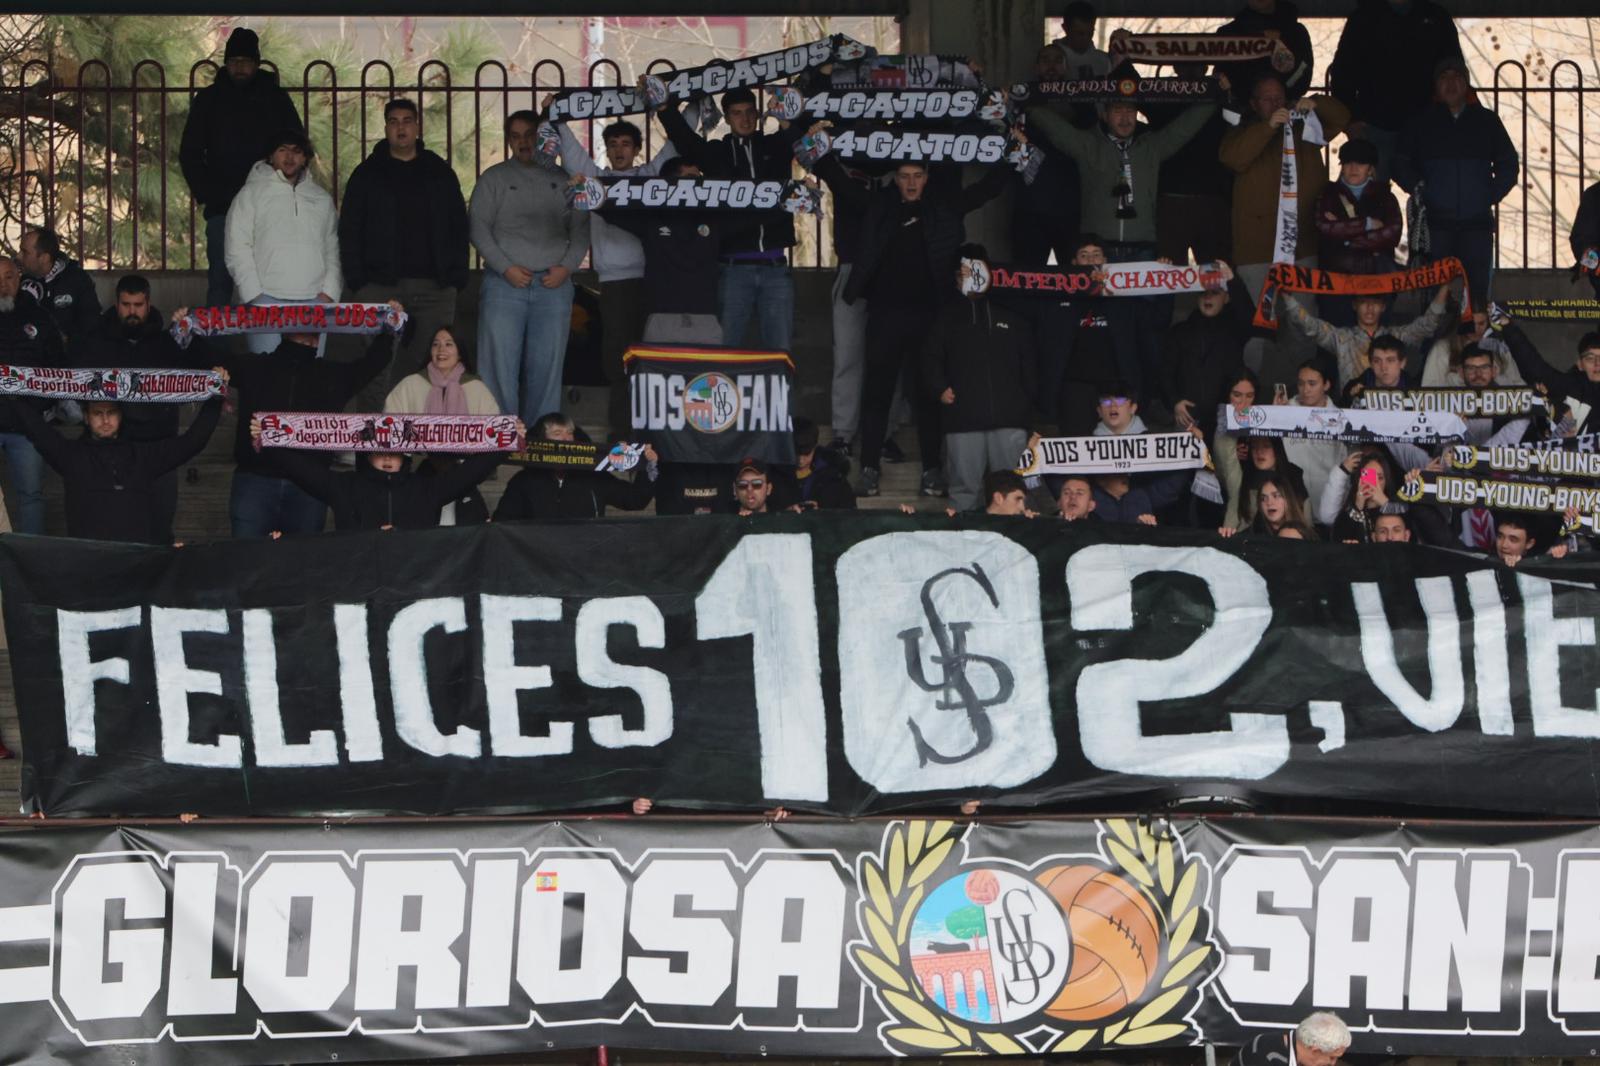 U.D. SALAMANCA
4·GATOS
4·GATOS
BRIGADAS CHARRAS
4·GATOS
4·GATOS
IMPERIO CHARRO
BARBAR
SALAMANCA UDS
UDS FAN
unión deportiva SALAMANCA
unión deportiva SALAMANCA
UDS YOUNG BOYS
UDS YOUNG BOYS
1923
UDS YOUNG
UDS YOUNG BOYS
FELICES 102, VIE
GLORIOSA SAN